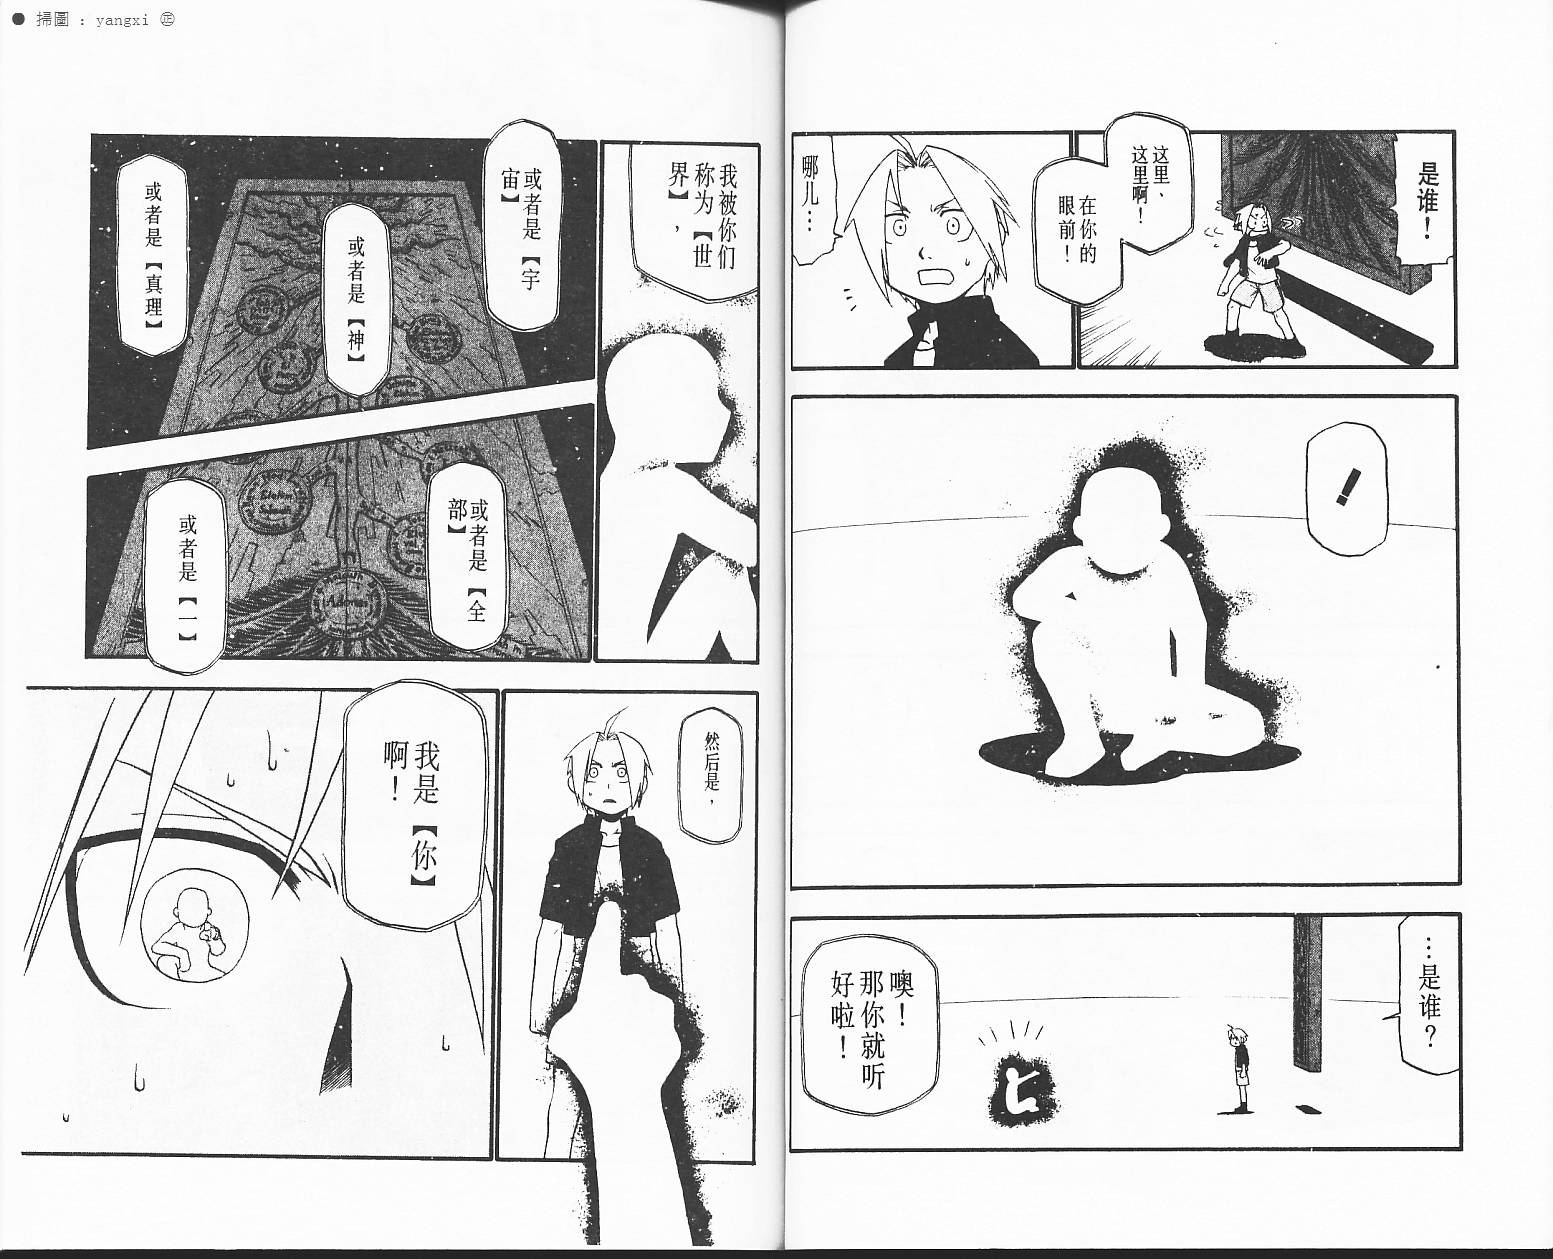 ● 掃圖 : yangxi ㊣
是谁！
这里、
这里啊！
在你的
眼前！
哪儿…
！
…是谁？
噢！
那你就听
好啦！
我被你们
称为【世
界】，
或者是【宇
宙】
或者是【神】
或者是【真理】
或者是【全
部】
或者是【一】
然后是，
我是【你】
啊！